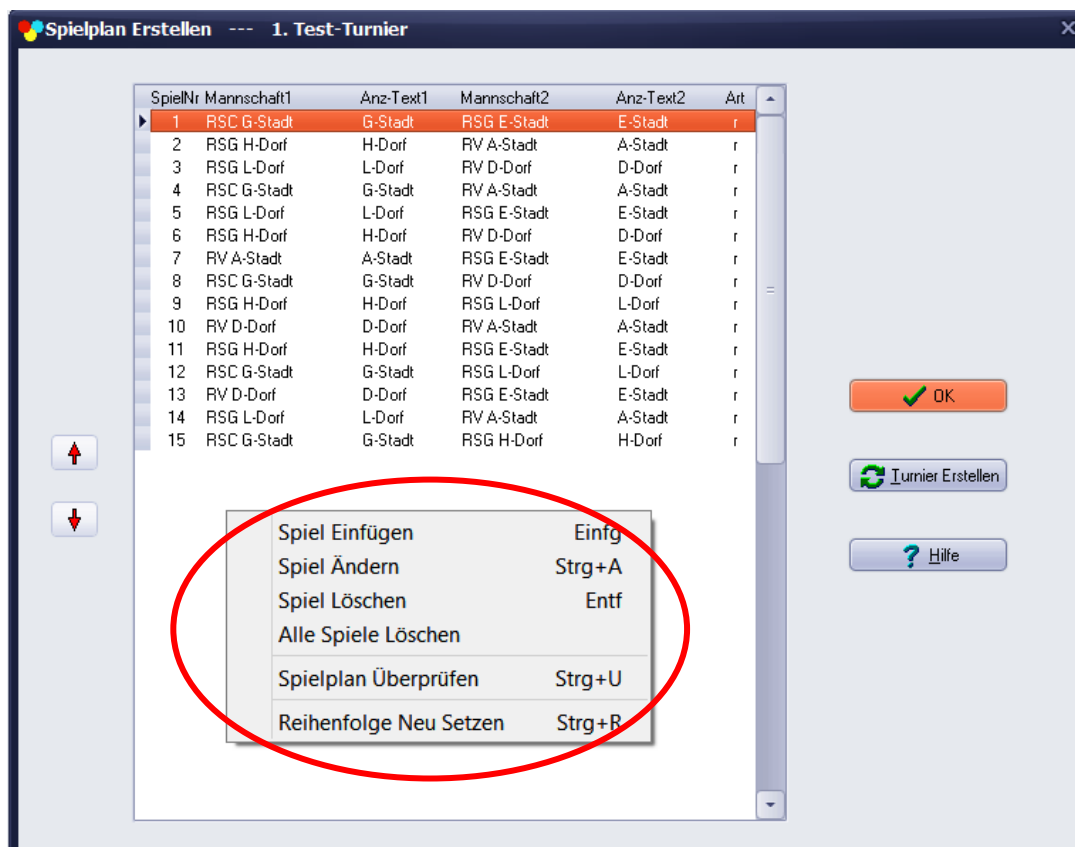 Spielplan Erstellen --- 1. Test-Turnier
SpielNr Mannschaft1 Anz-Text1 Mannschaft2 Anz-Text2 Art
1 RSC G-Stadt G-Stadt RSG E-Stadt E-Stadt r
2 RSG H-Dorf H-Dorf RV A-Stadt A-Stadt r
3 RSG L-Dorf L-Dorf RV D-Dorf D-Dorf r
4 RSC G-Stadt G-Stadt RV A-Stadt A-Stadt r
5 RSG L-Dorf L-Dorf RSG E-Stadt E-Stadt r
6 RSG H-Dorf H-Dorf RV D-Dorf D-Dorf r
7 RV A-Stadt A-Stadt RSG E-Stadt E-Stadt r
8 RSC G-Stadt G-Stadt RV D-Dorf D-Dorf r
9 RSG H-Dorf H-Dorf RSG L-Dorf L-Dorf r
10 RV D-Dorf D-Dorf RV A-Stadt A-Stadt r
11 RSG H-Dorf H-Dorf RSG E-Stadt E-Stadt r
12 RSC G-Stadt G-Stadt RSG L-Dorf L-Dorf r
13 RV D-Dorf D-Dorf RSG E-Stadt E-Stadt r
14 RSG L-Dorf L-Dorf RV A-Stadt A-Stadt r
15 RSC G-Stadt G-Stadt RSG H-Dorf H-Dorf r
OK
Turnier Erstellen
? Hilfe
Spiel Einfügen Einfg
Spiel Ändern Strg+A
Spiel Löschen Entf
Alle Spiele Löschen
Spielplan Überprüfen Strg+U
Reihenfolge Neu Setzen Strg+R